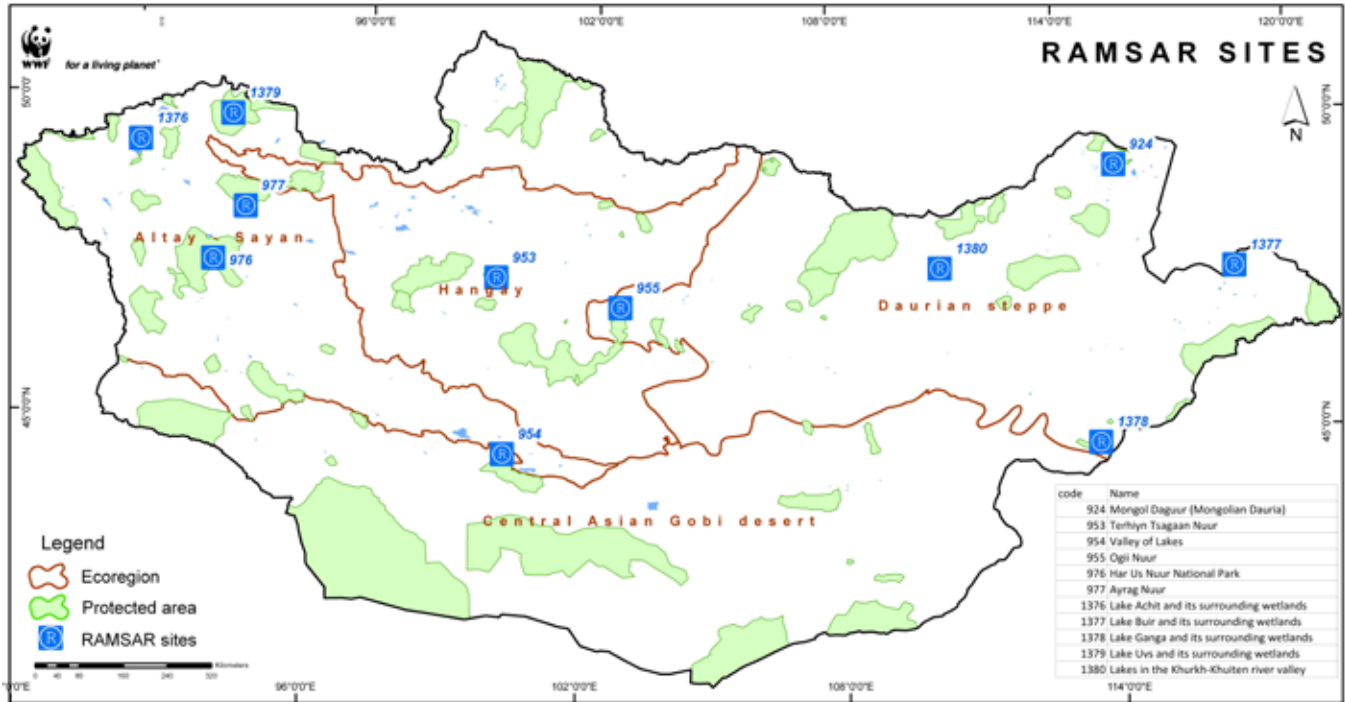 96°0'0"E 102°0'0"E 108°0'0"E 114°0'0"E 120°0'0"E
WWF for a living planet®
RAMSAR SITES
50°0'0"N
N
1379
1376
924
977
Altay - Sayan
976
953
Hangay
955
1380
1377
Daurian steppe
45°0'0"N 45°0'0"N
954
1378
Central Asian Gobi desert
Legend
Ecoregion
Protected area
R RAMSAR sites
0 40 80 160 240 320 Kilometers
code Name
924 Mongol Daguur (Mongolian Dauria)
953 Terhiyn Tsagaan Nuur
954 Valley of Lakes
955 Ogii Nuur
976 Har Us Nuur National Park
977 Ayrag Nuur
1376 Lake Achit and its surrounding wetlands
1377 Lake Buir and its surrounding wetlands
1378 Lake Ganga and its surrounding wetlands
1379 Lake Uvs and its surrounding wetlands
1380 Lakes in the Khurkh-Khuiten river valley
96°0'0"E 102°0'0"E 108°0'0"E 114°0'0"E